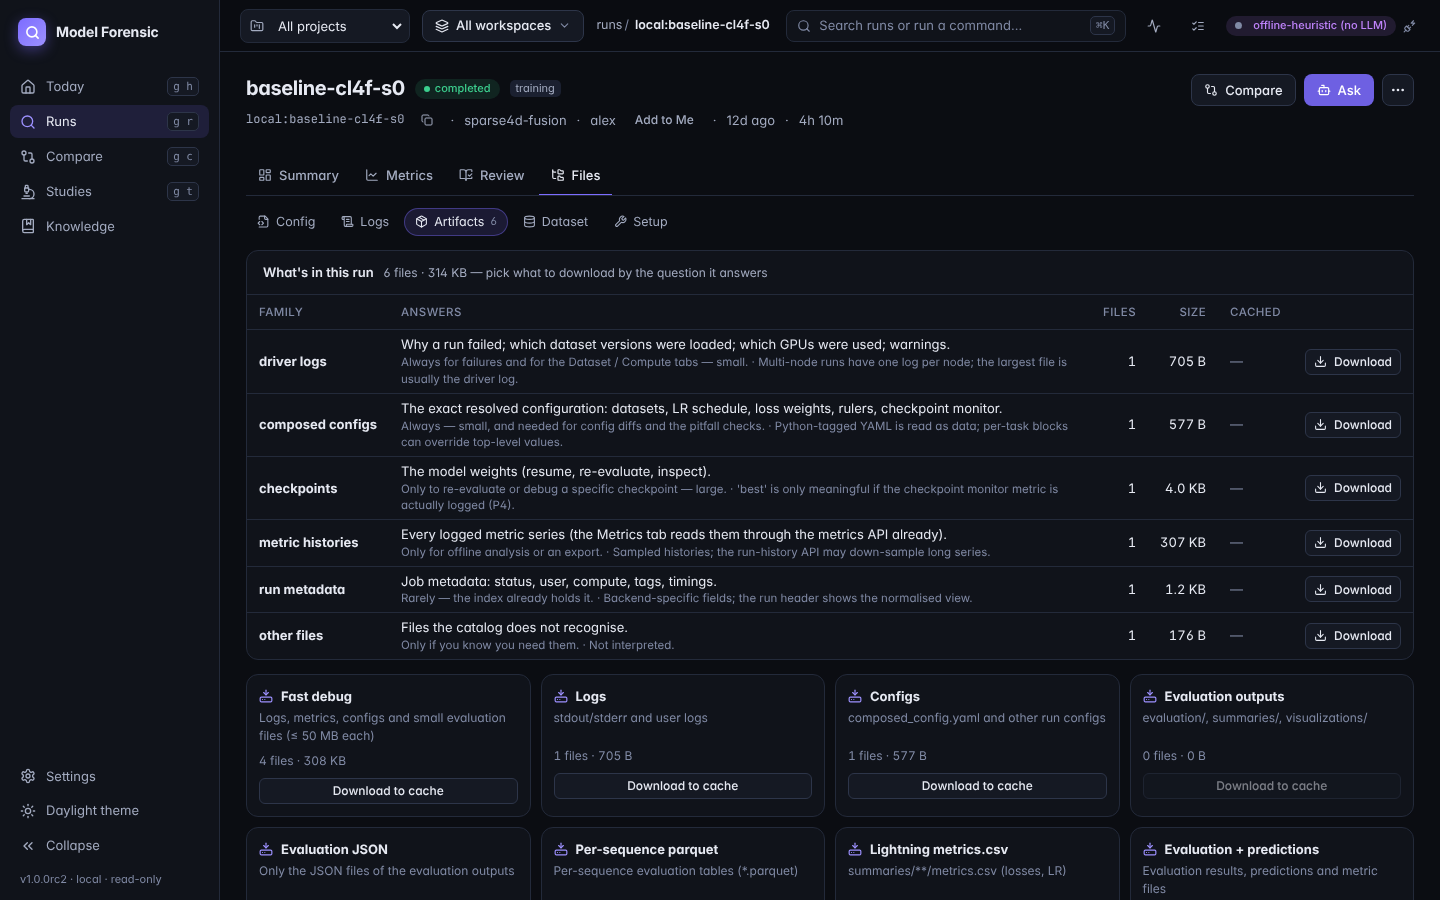 Model Forensic
All projects
All workspaces
runs / local:baseline-cl4f-s0
Search runs or run a command...
⌘K
offline-heuristic (no LLM)
Today g h
Runs g r
Compare g c
Studies g t
Knowledge
Settings
Daylight theme
Collapse
v1.0.0rc2 · local · read-only
baseline-cl4f-s0 completed training
Compare Ask
local:baseline-cl4f-s0 · sparse4d-fusion · alex Add to Me · 12d ago · 4h 10m
Summary Metrics Review Files
Config Logs Artifacts 6 Dataset Setup
What's in this run 6 files · 314 KB — pick what to download by the question it answers
FAMILY ANSWERS FILES SIZE CACHED
driver logs
Why a run failed; which dataset versions were loaded; which GPUs were used; warnings.
Always for failures and for the Dataset / Compute tabs — small. · Multi-node runs have one log per node; the largest file is
usually the driver log.
1 705 B — Download
composed configs
The exact resolved configuration: datasets, LR schedule, loss weights, rulers, checkpoint monitor.
Always — small, and needed for config diffs and the pitfall checks. · Python-tagged YAML is read as data; per-task blocks
can override top-level values.
1 577 B — Download
checkpoints
The model weights (resume, re-evaluate, inspect).
Only to re-evaluate or debug a specific checkpoint — large. · 'best' is only meaningful if the checkpoint monitor metric is
actually logged (P4).
1 4.0 KB — Download
metric histories
Every logged metric series (the Metrics tab reads them through the metrics API already).
Only for offline analysis or an export. · Sampled histories; the run-history API may down-sample long series.
1 307 KB — Download
run metadata
Job metadata: status, user, compute, tags, timings.
Rarely — the index already holds it. · Backend-specific fields; the run header shows the normalised view.
1 1.2 KB — Download
other files
Files the catalog does not recognise.
Only if you know you need them. · Not interpreted.
1 176 B — Download
Fast debug
Logs, metrics, configs and small evaluation
files (≤ 50 MB each)
4 files · 308 KB
Download to cache
Logs
stdout/stderr and user logs
1 files · 705 B
Download to cache
Configs
composed_config.yaml and other run configs
1 files · 577 B
Download to cache
Evaluation outputs
evaluation/, summaries/, visualizations/
0 files · 0 B
Download to cache
Evaluation JSON
Only the JSON files of the evaluation outputs
Per-sequence parquet
Per-sequence evaluation tables (*.parquet)
Lightning metrics.csv
summaries/**/metrics.csv (losses, LR)
Evaluation + predictions
Evaluation results, predictions and metric
files